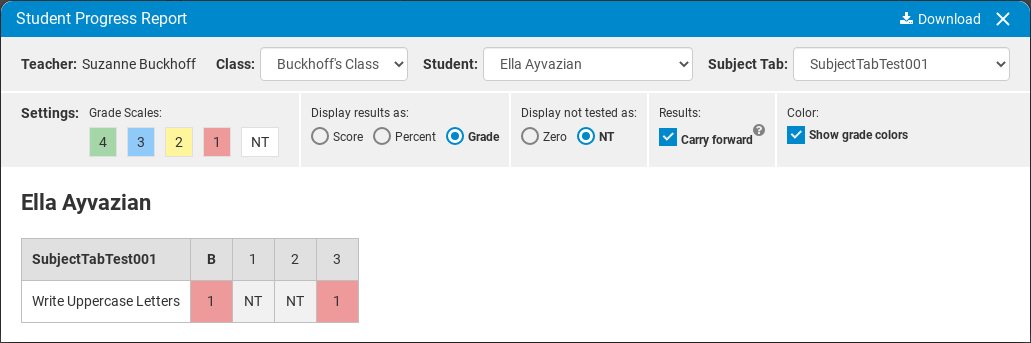 Student Progress Report Download
Teacher: Suzanne Buckhoff Class: Buckhoff's Class Student: Ella Ayvazian Subject Tab: SubjectTabTest001
Settings: Grade Scales: Display results as: Display not tested as: Results: Color:
4 3 2 1 NT Score Percent Grade Zero NT Carry forward ? Show grade colors
Ella Ayvazian
SubjectTabTest001 B 1 2 3
Write Uppercase Letters 1 NT NT 1